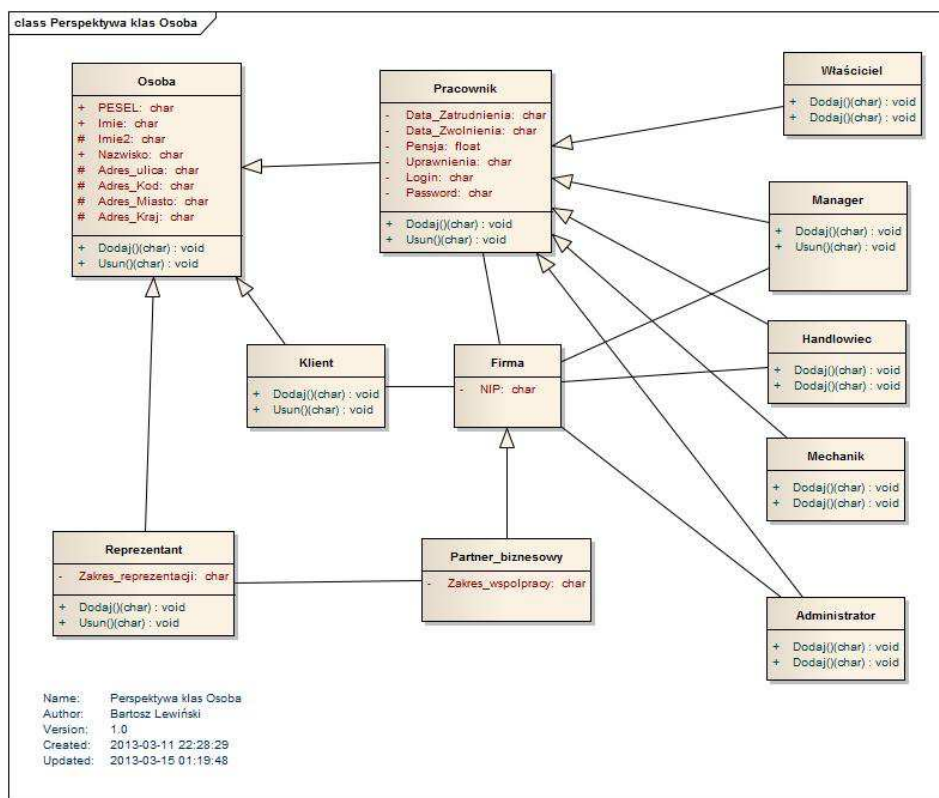 class Perspektywa klas Osoba
Osoba
+ PESEL: char
+ Imie: char
# Imie2: char
+ Nazwisko: char
# Adres_ulica: char
# Adres_Kod: char
# Adres_Miasto: char
# Adres_Kraj: char
+ Dodaj()(char) : void
+ Usun()(char) : void
Pracownik
- Data_Zatrudnienia: char
- Data_Zwolnienia: char
- Pensja: float
- Uprawnienia: char
- Login: char
- Password: char
+ Dodaj()(char) : void
+ Usun()(char) : void
Właściciel
+ Dodaj()(char) : void
+ Dodaj()(char) : void
Manager
+ Dodaj()(char) : void
+ Usun()(char) : void
Handlowiec
+ Dodaj()(char) : void
+ Dodaj()(char) : void
Klient
+ Dodaj()(char) : void
+ Usun()(char) : void
Firma
- NIP: char
Mechanik
+ Dodaj()(char) : void
+ Dodaj()(char) : void
Reprezentant
- Zakres_reprezentacji: char
+ Dodaj()(char) : void
+ Usun()(char) : void
Partner_biznesowy
- Zakres_wspolpracy: char
Administrator
+ Dodaj()(char) : void
+ Dodaj()(char) : void
Name: Perspektywa klas Osoba
Author: Bartosz Lewiński
Version: 1.0
Created: 2013-03-11 22:28:29
Updated: 2013-03-15 01:19:48